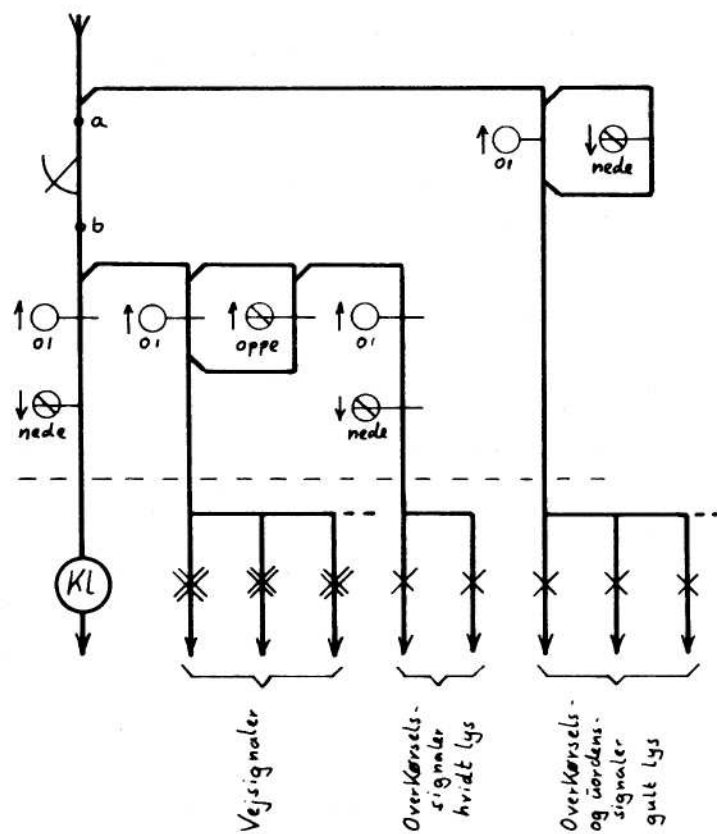 a
01
nede
b
01
01
oppe
01
nede
nede
Kl
Vejsignaler
Overkørsels-
signaler
hvidt lys
Overkørsels-
og uordens-
signaler
gult lys